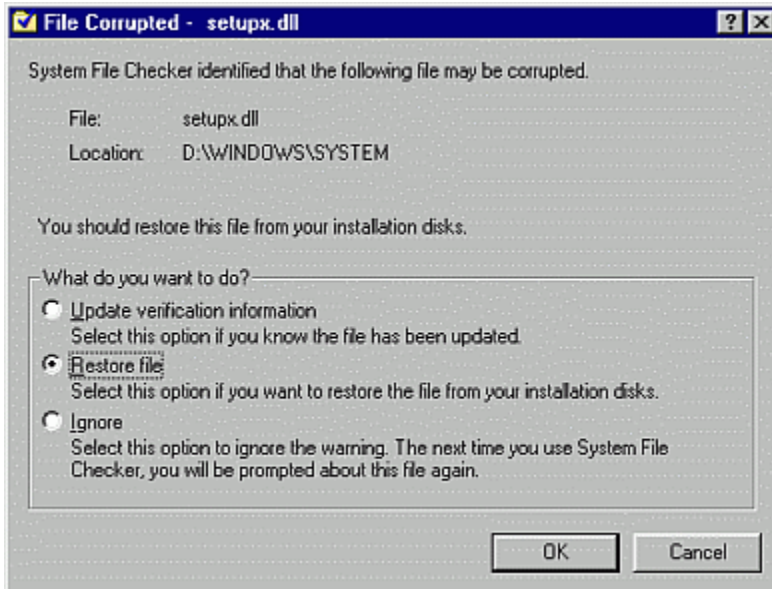 File Corrupted - setupx.dll
System File Checker identified that the following file may be corrupted.
File: setupx.dll
Location: D:\WINDOWS\SYSTEM
You should restore this file from your installation disks.
What do you want to do?
Update verification information
Select this option if you know the file has been updated.
Restore file
Select this option if you want to restore the file from your installation disks.
Ignore
Select this option to ignore the warning. The next time you use System File
Checker, you will be prompted about this file again.
OK Cancel